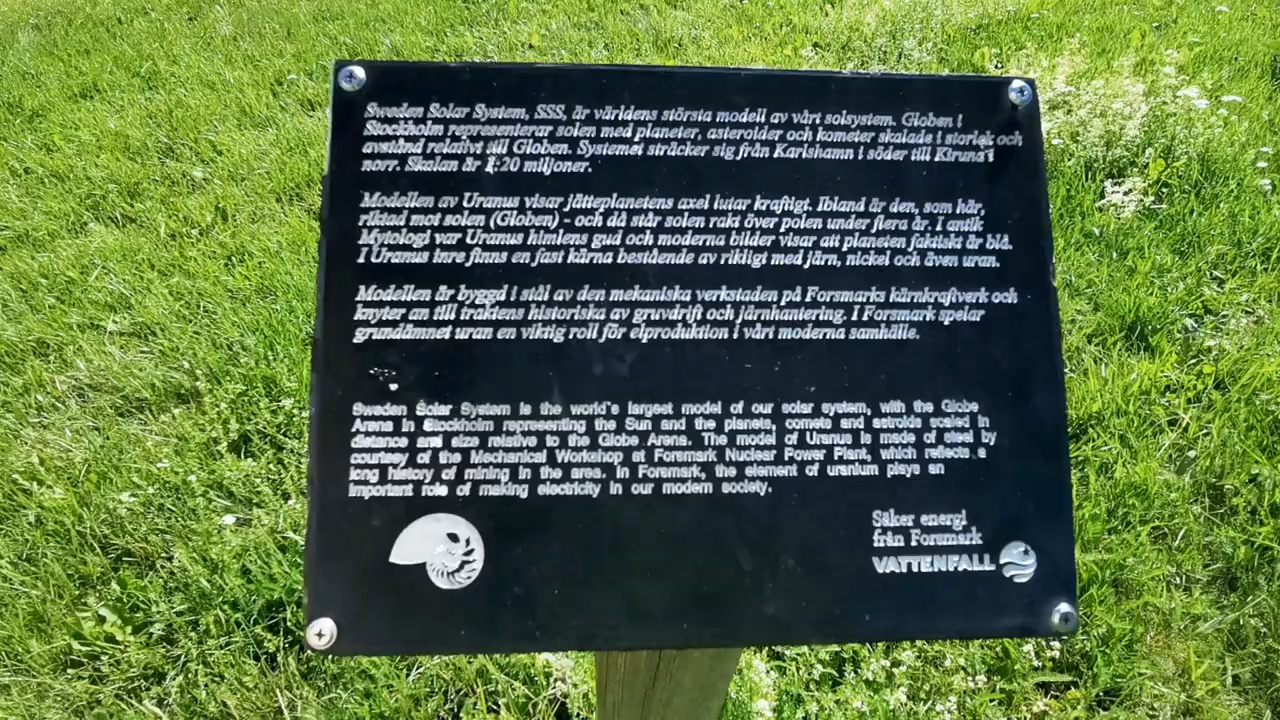 Sweden Solar System, SSS, är världens största modell av vårt solsystem. Globen i
Stockholm representerar solen med planeter, asteroider och kometer skalade i storlek och
avstånd relativt till Globen. Systemet sträcker sig från Karlshamn i söder till Kiruna i
norr. Skalan är 1:20 miljoner.
Modellen av Uranus visar jätteplanetens axel lutar kraftigt. Ibland är den, som här,
riktad mot solen (Globen) - och då står solen rakt över polen under flera år. I antik
Mytologi var Uranus himlens gud och moderna bilder visar att planeten faktiskt är blå.
I Uranus inre finns en fast kärna bestående av rikligt med järn, nickel och även uran.
Modellen är byggd i stål av den mekaniska verkstaden på Forsmarks kärnkraftverk och
knyter an till traktens historiska av gruvdrift och järnhantering. I Forsmark spelar
grundämnet uran en viktig roll för elproduktion i vårt moderna samhälle.
Sweden Solar System is the world's largest model of our solar system, with the Globe
Arena in Stockholm representing the Sun and the planets, comets and astroids scaled in
distance and size relative to the Globe Arena. The model of Uranus is made of steel by
courtesy of the Mechanical Workshop at Forsmark Nuclear Power Plant, which reflects a
long history of mining in the area. In Forsmark, the element of uranium plays an
important role of making electricity in our modern society.
Säker energi
från Forsmark
VATTENFALL